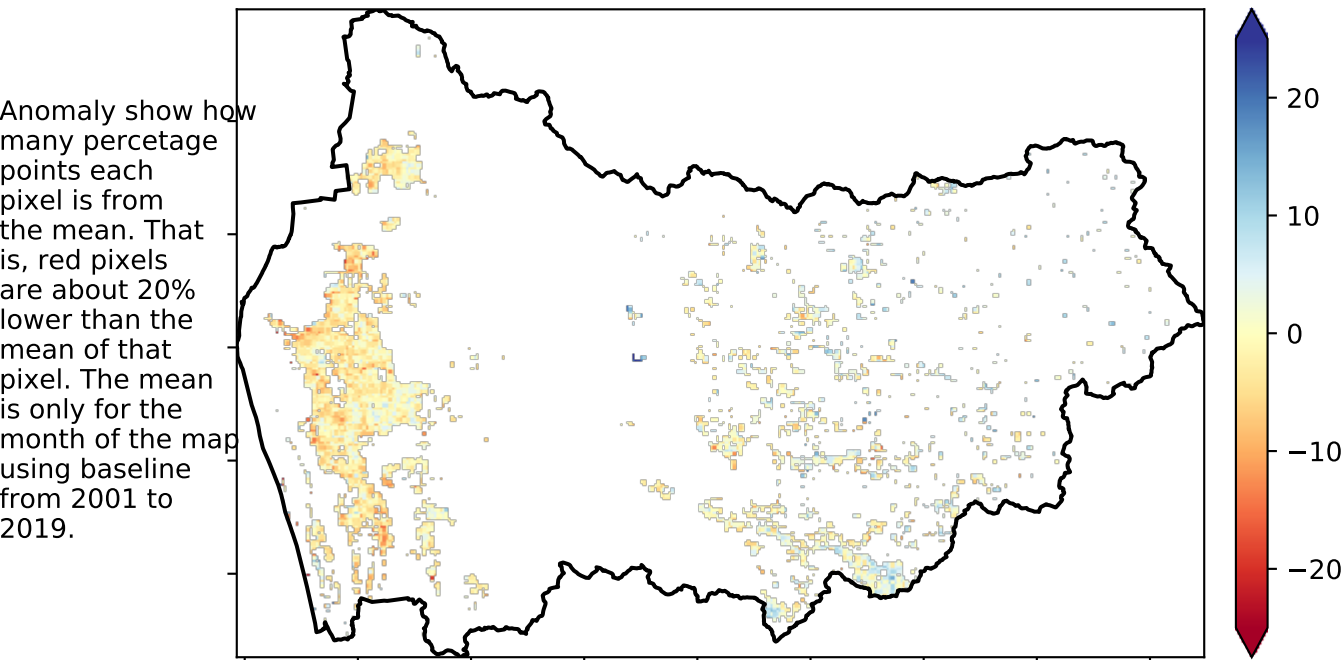 Anomaly show how
many percetage
points each
pixel is from
the mean. That
is, red pixels
are about 20%
lower than the
mean of that
pixel. The mean
is only for the
month of the map
using baseline
from 2001 to
2019.
20
10
0
−10
−20